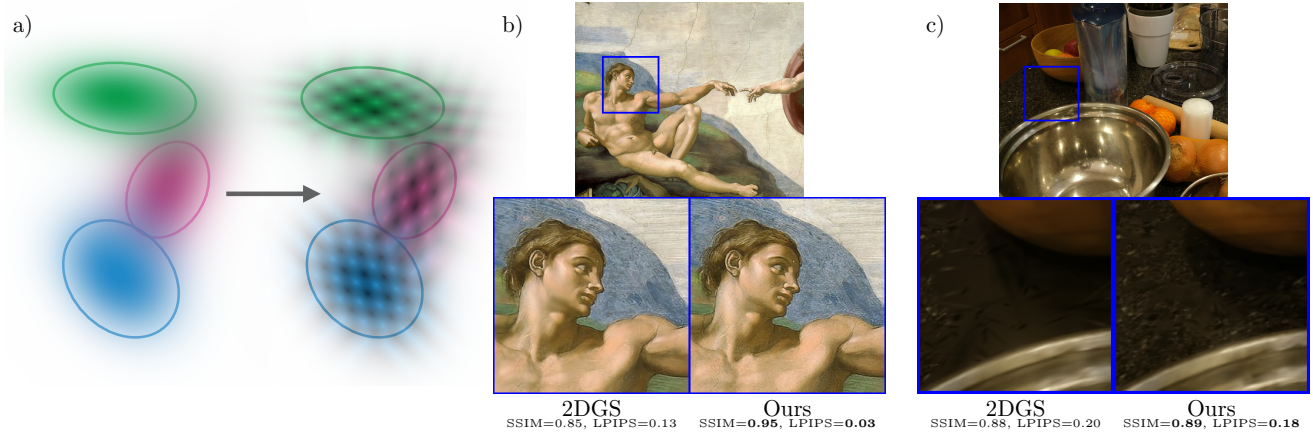 a)
b)
c)
2DGS
Ours
SSIM=0.85, LPIPS=0.13
SSIM=0.95, LPIPS=0.03
2DGS
Ours
SSIM=0.88, LPIPS=0.20
SSIM=0.89, LPIPS=0.18